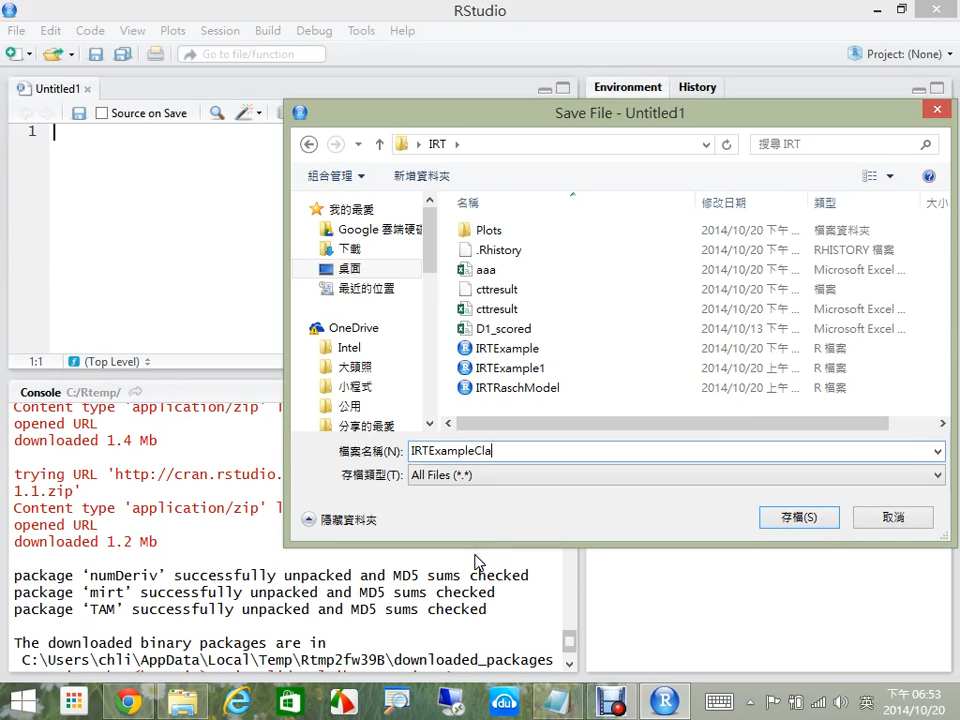 RStudio
File Edit Code View Plots Session Build Debug Tools Help
Go to file/function
Project: (None)
Untitled1
Environment History
Source on Save
1
Save File - Untitled1
IRT
搜尋 IRT
組合管理 新增資料夾
名稱 修改日期 類型 大小
我的最愛
Google 雲端硬碟
下載
桌面
最近的位置
OneDrive
Intel
大頭照
小程式
公用
分享的最愛
Plots 2014/10/20 下午 ... 檔案資料夾
.Rhistory 2014/10/20 下午 ... RHISTORY 檔案
aaa 2014/10/20 下午 ... Microsoft Excel ...
cttresult 2014/10/20 下午 ... 檔案
cttresult 2014/10/20 下午 ... Microsoft Excel ...
D1_scored 2014/10/13 下午 ... Microsoft Excel ...
IRTExample 2014/10/20 下午 ... R 檔案
IRTExample1 2014/10/20 上午 ... R 檔案
IRTRaschModel 2014/10/20 上午 ... R 檔案
檔案名稱(N): IRTExampleCla
存檔類型(T): All Files (*.*)
隱藏資料夾 存檔(S) 取消
1:1 (Top Level)
Console C:/Rtemp/
Content type 'application/zip'
opened URL
downloaded 1.4 Mb
trying URL 'http://cran.rstudio.
1.1.zip'
Content type 'application/zip'
opened URL
downloaded 1.2 Mb
package ‘numDeriv’ successfully unpacked and MD5 sums checked
package ‘mirt’ successfully unpacked and MD5 sums checked
package ‘TAM’ successfully unpacked and MD5 sums checked
The downloaded binary packages are in
C:\Users\chli\AppData\Local\Temp\Rtmp2fw39B\downloaded_packages
du
英
下午 06:53
2014/10/20